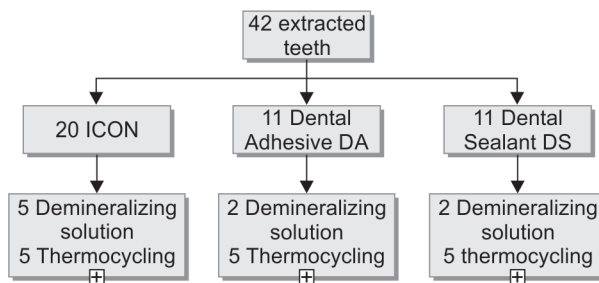 42 extracted
teeth
20 ICON
11 Dental
Adhesive DA
11 Dental
Sealant DS
5 Demineralizing
solution
5 Thermocycling
2 Demineralizing
solution
5 Thermocycling
2 Demineralizing
solution
5 thermocycling